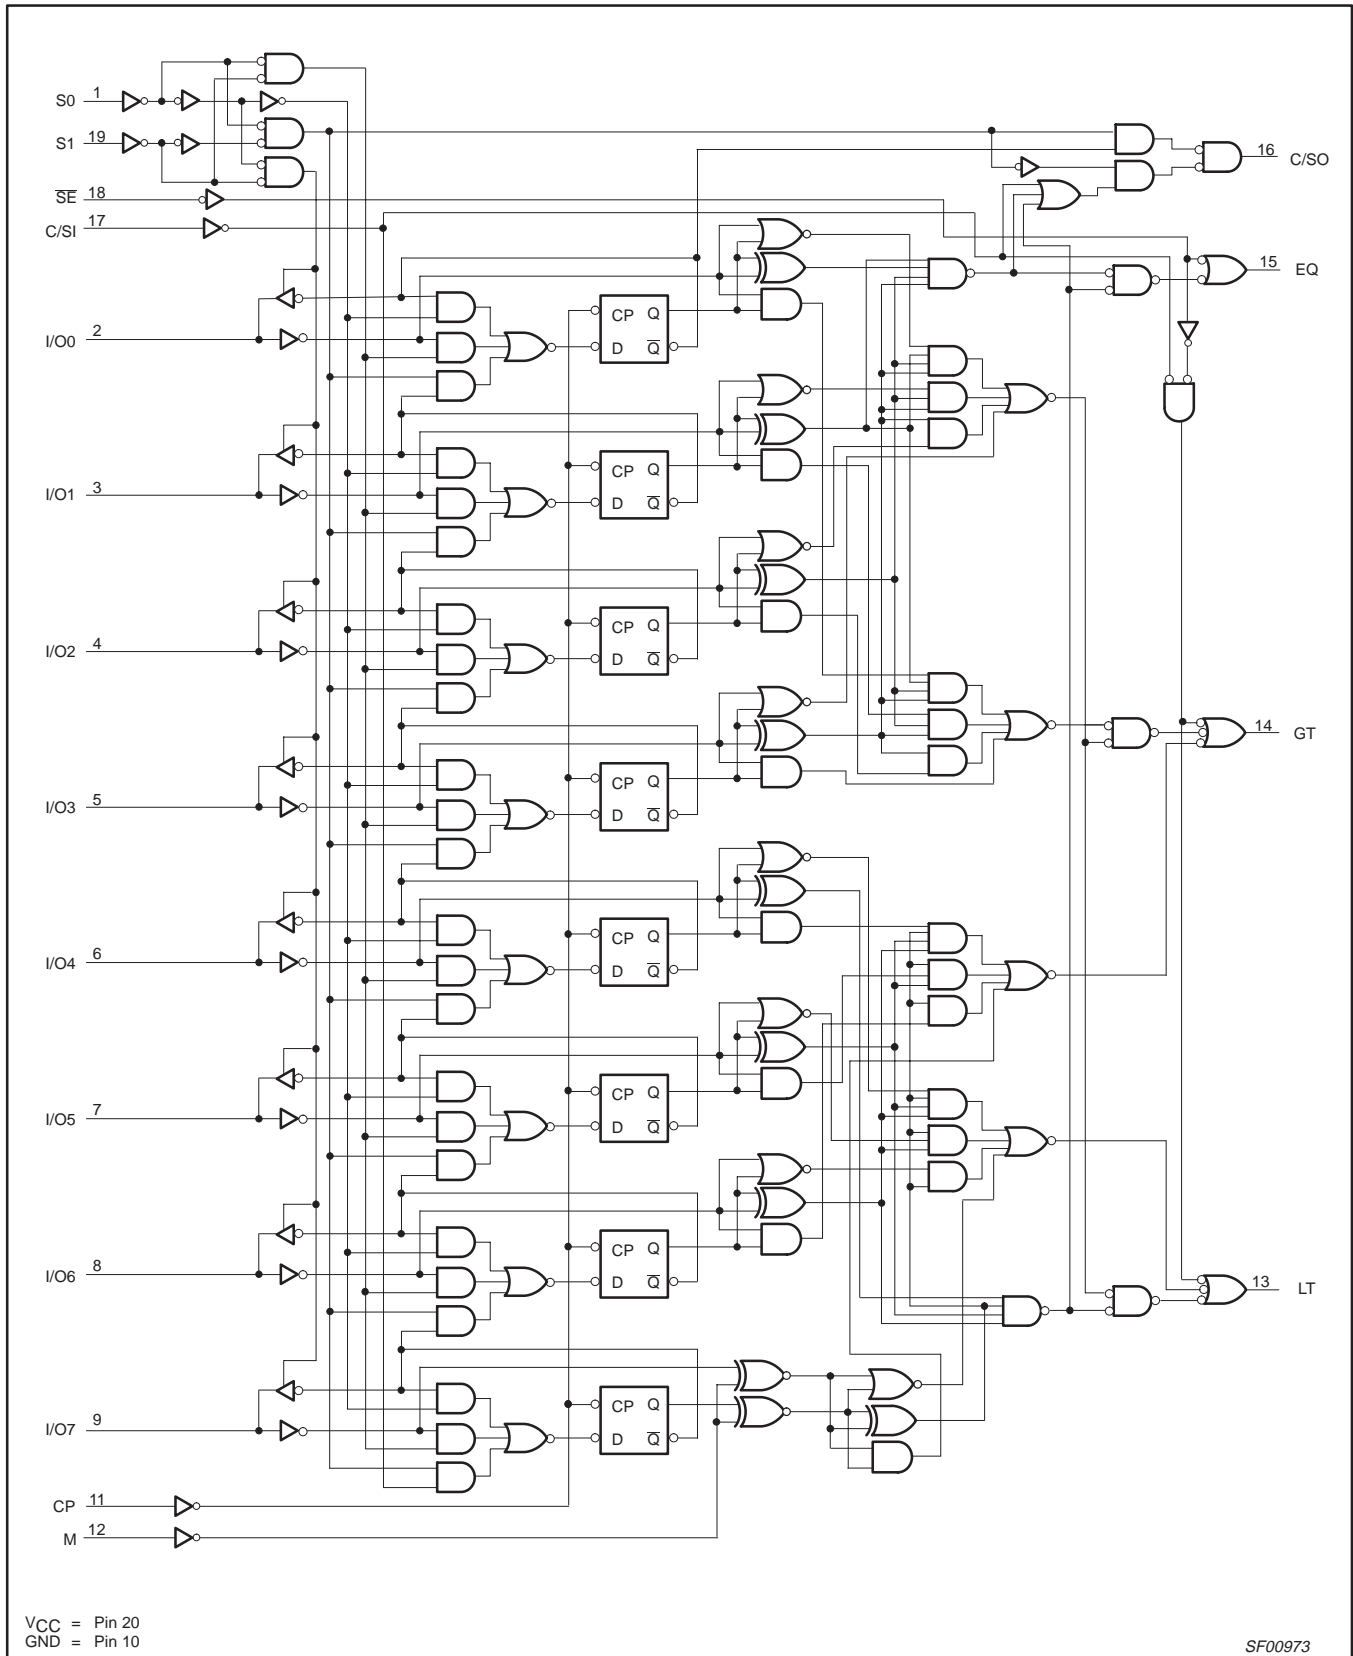 S0 1
S1 19
SE 18
C/SI 17
16 C/SO
15 EQ
I/O0 2
CP Q
D Q
I/O1 3
CP Q
D Q
I/O2 4
CP Q
D Q
14 GT
I/O3 5
CP Q
D Q
I/O4 6
CP Q
D Q
I/O5 7
CP Q
D Q
I/O6 8
CP Q
D Q
13 LT
I/O7 9
CP Q
D Q
CP 11
M 12
VCC = Pin 20
GND = Pin 10
SF00973